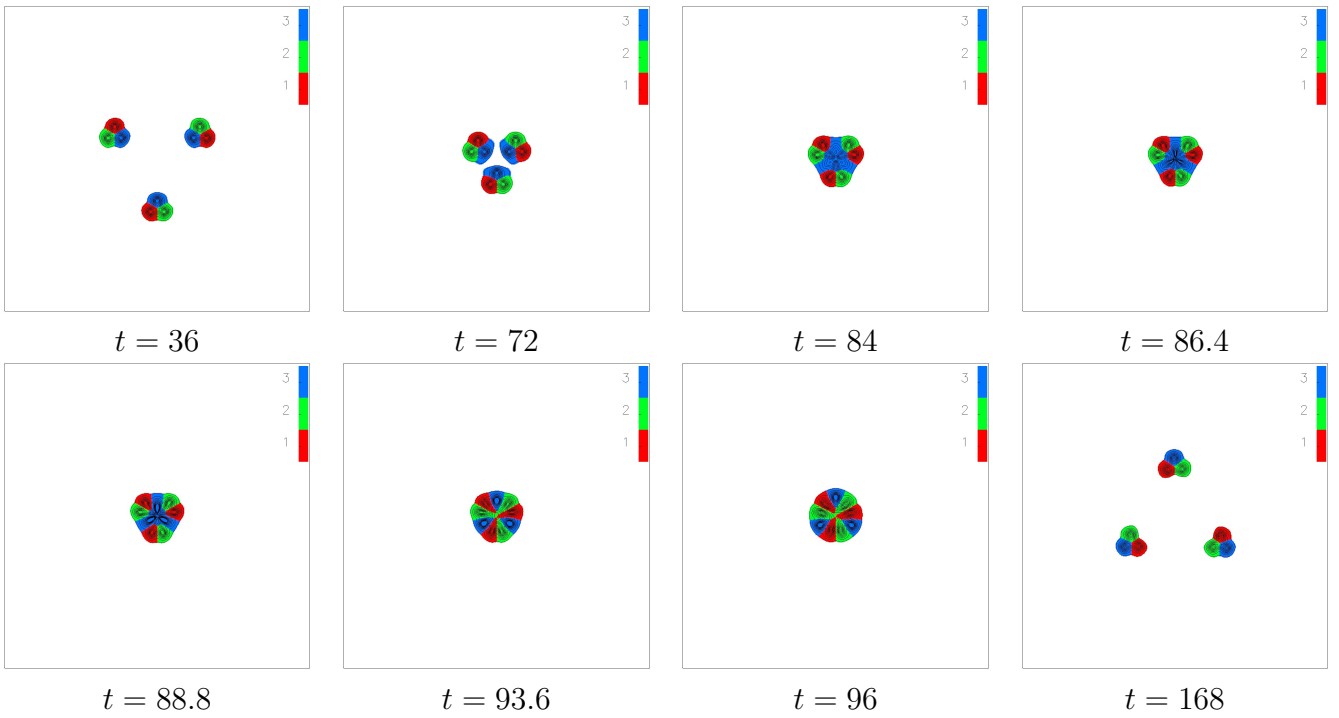 3 3 3 3
2 2 2 2
1 1 1 1
t = 36 t = 72 t = 84 t = 86.4
3 3 3 3
2 2 2 2
1 1 1 1
t = 88.8 t = 93.6 t = 96 t = 168